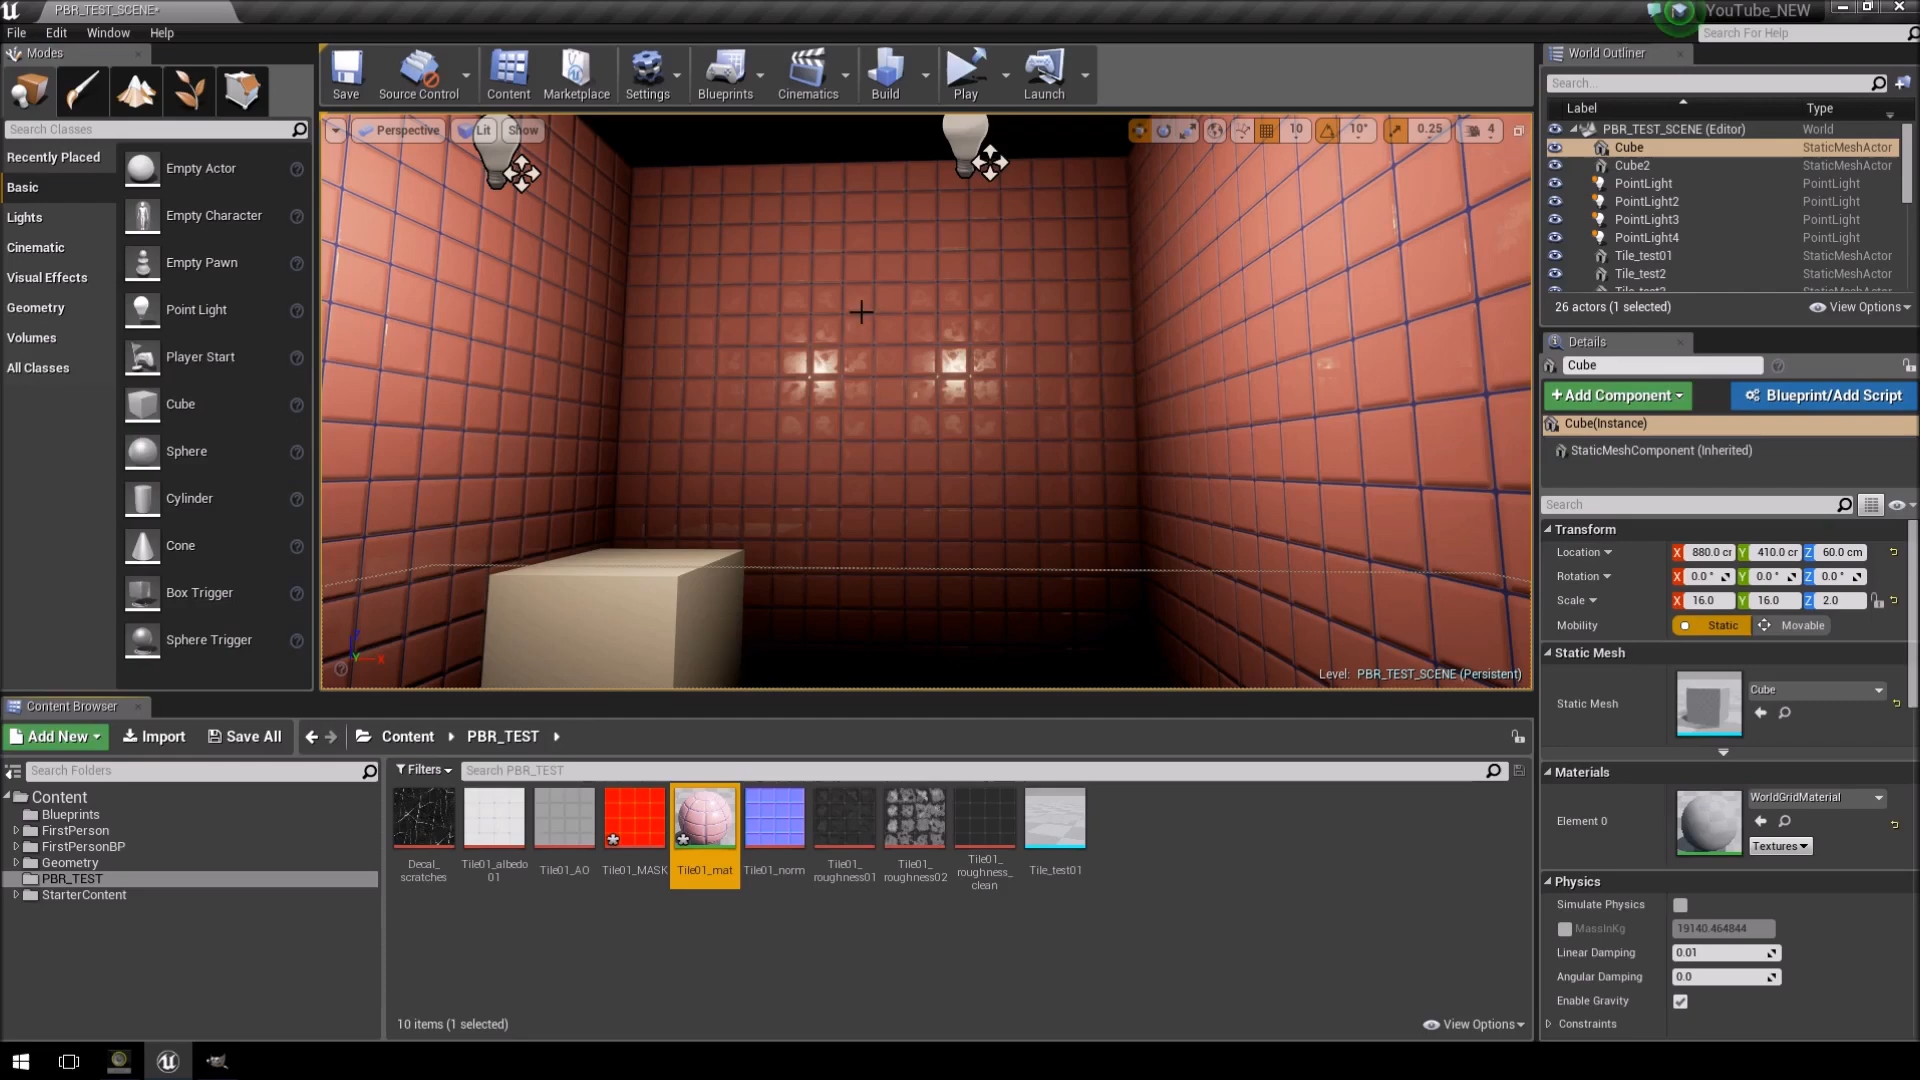 PBR_TEST_SCENE*
YouTube_NEW
File Edit Window Help
Search For Help
Modes
Search Classes
Recently Placed
Basic
Lights
Cinematic
Visual Effects
Geometry
Volumes
All Classes
Empty Actor
Empty Character
Empty Pawn
Point Light
Player Start
Cube
Sphere
Cylinder
Cone
Box Trigger
Sphere Trigger
Save Source Control Content Marketplace Settings Blueprints Cinematics Build Play Launch
Perspective Lit Show
10 10° 0.25 4
Level: PBR_TEST_SCENE (Persistent)
World Outliner
Search...
Label Type
PBR_TEST_SCENE (Editor) World
Cube StaticMeshActor
Cube2 StaticMeshActor
PointLight PointLight
PointLight2 PointLight
PointLight3 PointLight
PointLight4 PointLight
Tile_test01 StaticMeshActor
Tile_test2 StaticMeshActor
26 actors (1 selected) View Options
Details
Cube
+Add Component Blueprint/Add Script
Cube(Instance)
StaticMeshComponent (Inherited)
Search
Transform
Location X 880.0 cr Y 410.0 cr Z 60.0 cm
Rotation X 0.0 ° Y 0.0 ° Z 0.0 °
Scale X 16.0 Y 16.0 Z 2.0
Mobility Static Movable
Static Mesh
Static Mesh Cube
Materials
Element 0 WorldGridMaterial
Textures
Physics
Simulate Physics
MassInKg 19140.464844
Linear Damping 0.01
Angular Damping 0.0
Enable Gravity
Constraints
Content Browser
Add New Import Save All Content PBR_TEST
Search Folders
Filters Search PBR_TEST
Content
Blueprints
FirstPerson
FirstPersonBP
Geometry
PBR_TEST
StarterContent
Decal_
scratches
Tile01_albedo
01
Tile01_AO
Tile01_MASK
Tile01_mat
Tile01_norm
Tile01_
roughness01
Tile01_
roughness02
Tile01_
roughness_
clean
Tile_test01
10 items (1 selected) View Options